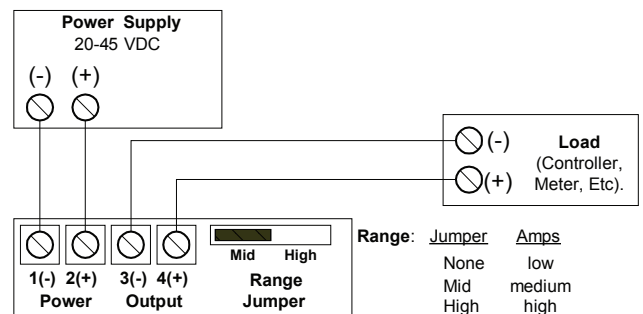 Power Supply
20-45 VDC
(-) (+)
(-) Load
(Controller,
(+) Meter, Etc).
Mid High
1(-) 2(+) 3(-) 4(+) Range
Power Output Jumper
Range: Jumper Amps
None low
Mid medium
High high